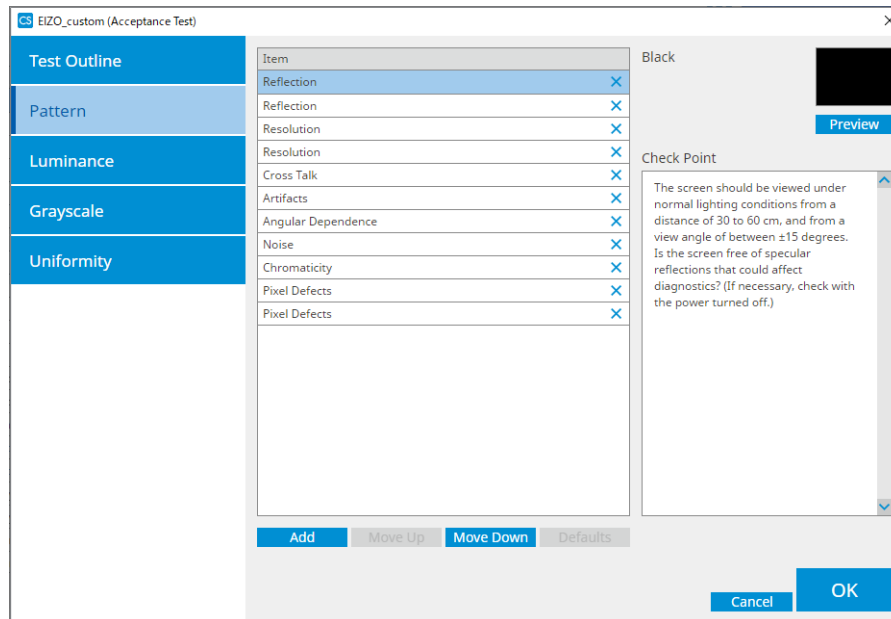 CS EIZO_custom (Acceptance Test)
Test Outline
Pattern
Luminance
Grayscale
Uniformity
Item
Reflection
Reflection
Resolution
Resolution
Cross Talk
Artifacts
Angular Dependence
Noise
Chromaticity
Pixel Defects
Pixel Defects
Add
Move Up
Move Down
Defaults
Black
Preview
Check Point
The screen should be viewed under
normal lighting conditions from a
distance of 30 to 60 cm, and from a
view angle of between ±15 degrees.
Is the screen free of specular
reflections that could affect
diagnostics? (If necessary, check with
the power turned off.)
Cancel
OK